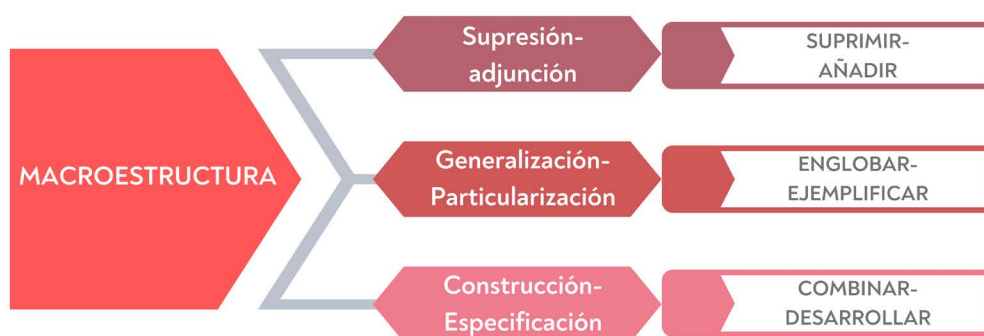 MACROESTRUCTURA
Supresión-
adjunción
SUPRIMIR-
AÑADIR
Generalización-
Particularización
ENGLOBAR-
EJEMPLIFICAR
Construcción-
Especificación
COMBINAR-
DESARROLLAR